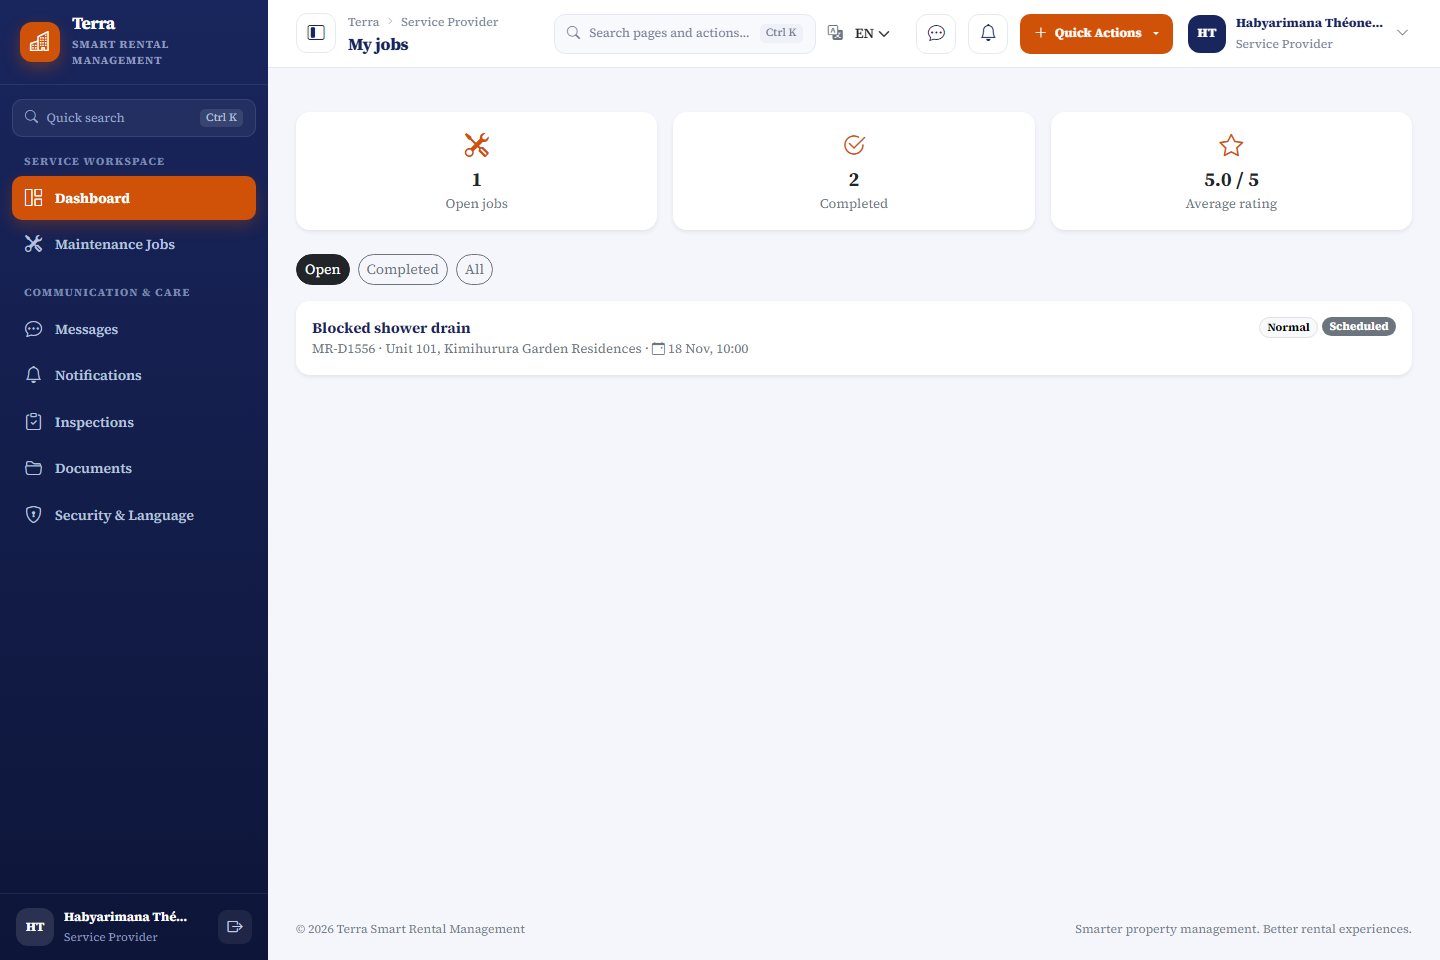 Terra
SMART RENTAL
MANAGEMENT
Quick search
Ctrl K
SERVICE WORKSPACE
Dashboard
Maintenance Jobs
COMMUNICATION & CARE
Messages
Notifications
Inspections
Documents
Security & Language
HT
Habyarimana Thé...
Service Provider
Terra
Service Provider
My jobs
Search pages and actions...
Ctrl K
EN
Quick Actions
HT
Habyarimana Théone...
Service Provider
1
Open jobs
2
Completed
5.0 / 5
Average rating
Open
Completed
All
Blocked shower drain
Normal
Scheduled
MR-D1556 · Unit 101, Kimihurura Garden Residences · 18 Nov, 10:00
© 2026 Terra Smart Rental Management
Smarter property management. Better rental experiences.